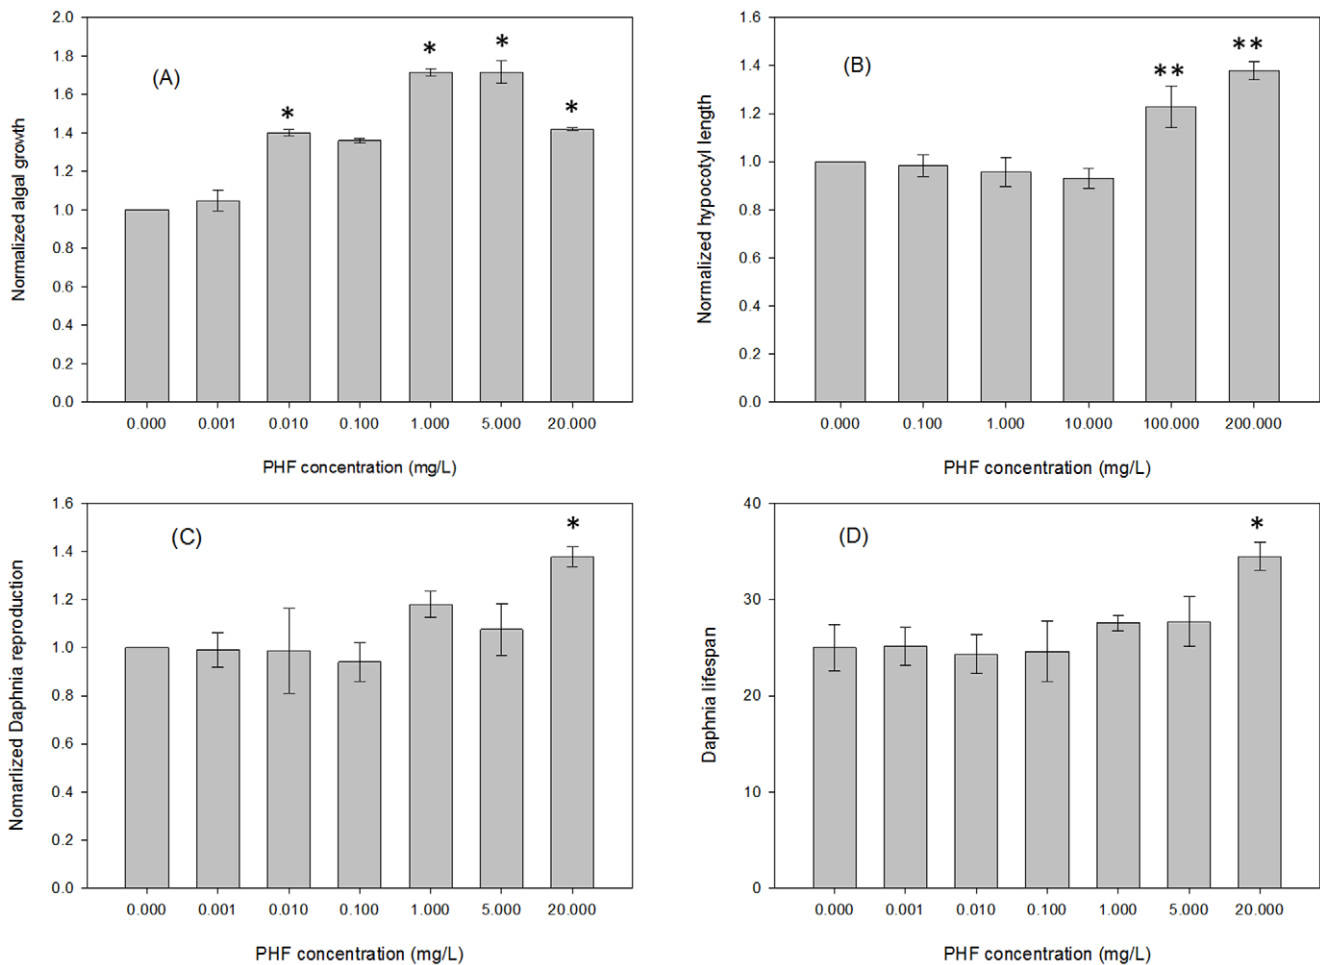 2.0
1.8
1.6
1.4
1.2
1.0
0.8
0.6
0.4
0.2
0.0
Normalized algal growth
(A)
*
*
*
*
0.000 0.001 0.010 0.100 1.000 5.000 20.000
PHF concentration (mg/L)
1.6
1.4
1.2
1.0
0.8
0.6
0.4
0.2
0.0
Normalized hypocotyl length
(B)
**
**
0.000 0.100 1.000 10.000 100.000 200.000
PHF concentration (mg/L)
1.6
1.4
1.2
1.0
0.8
0.6
0.4
0.2
0.0
Nomarlized Daphnia reproduction
(C)
*
0.000 0.001 0.010 0.100 1.000 5.000 20.000
PHF concentration (mg/L)
40
30
20
10
0
Daphnia lifespan
(D)
*
0.000 0.001 0.010 0.100 1.000 5.000 20.000
PHF concentration (mg/L)